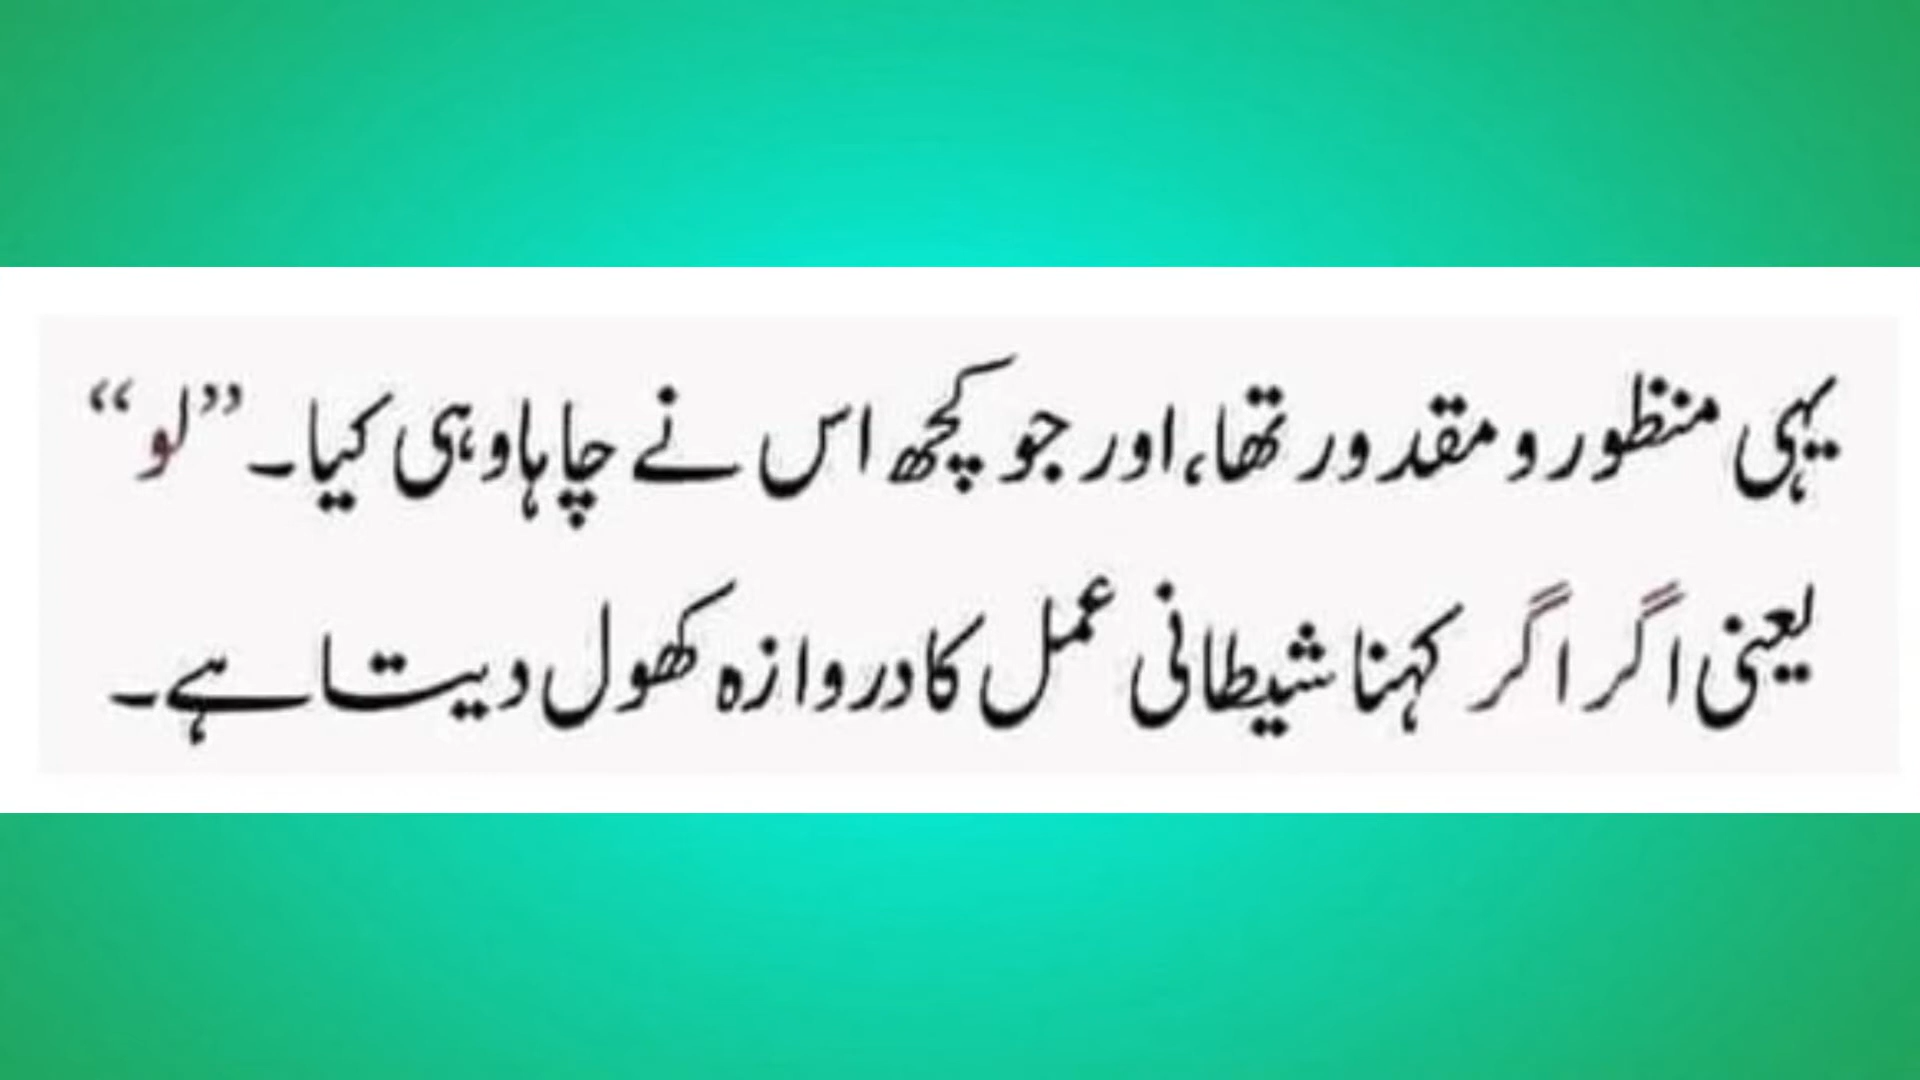 یہی منظور و مقدور تھا، اور جو کچھ اس نے چاہا وہی کیا۔ ”لو“
یعنی اگر اگر کہنا شیطانی عمل کا دروازہ کھول دیتا ہے۔